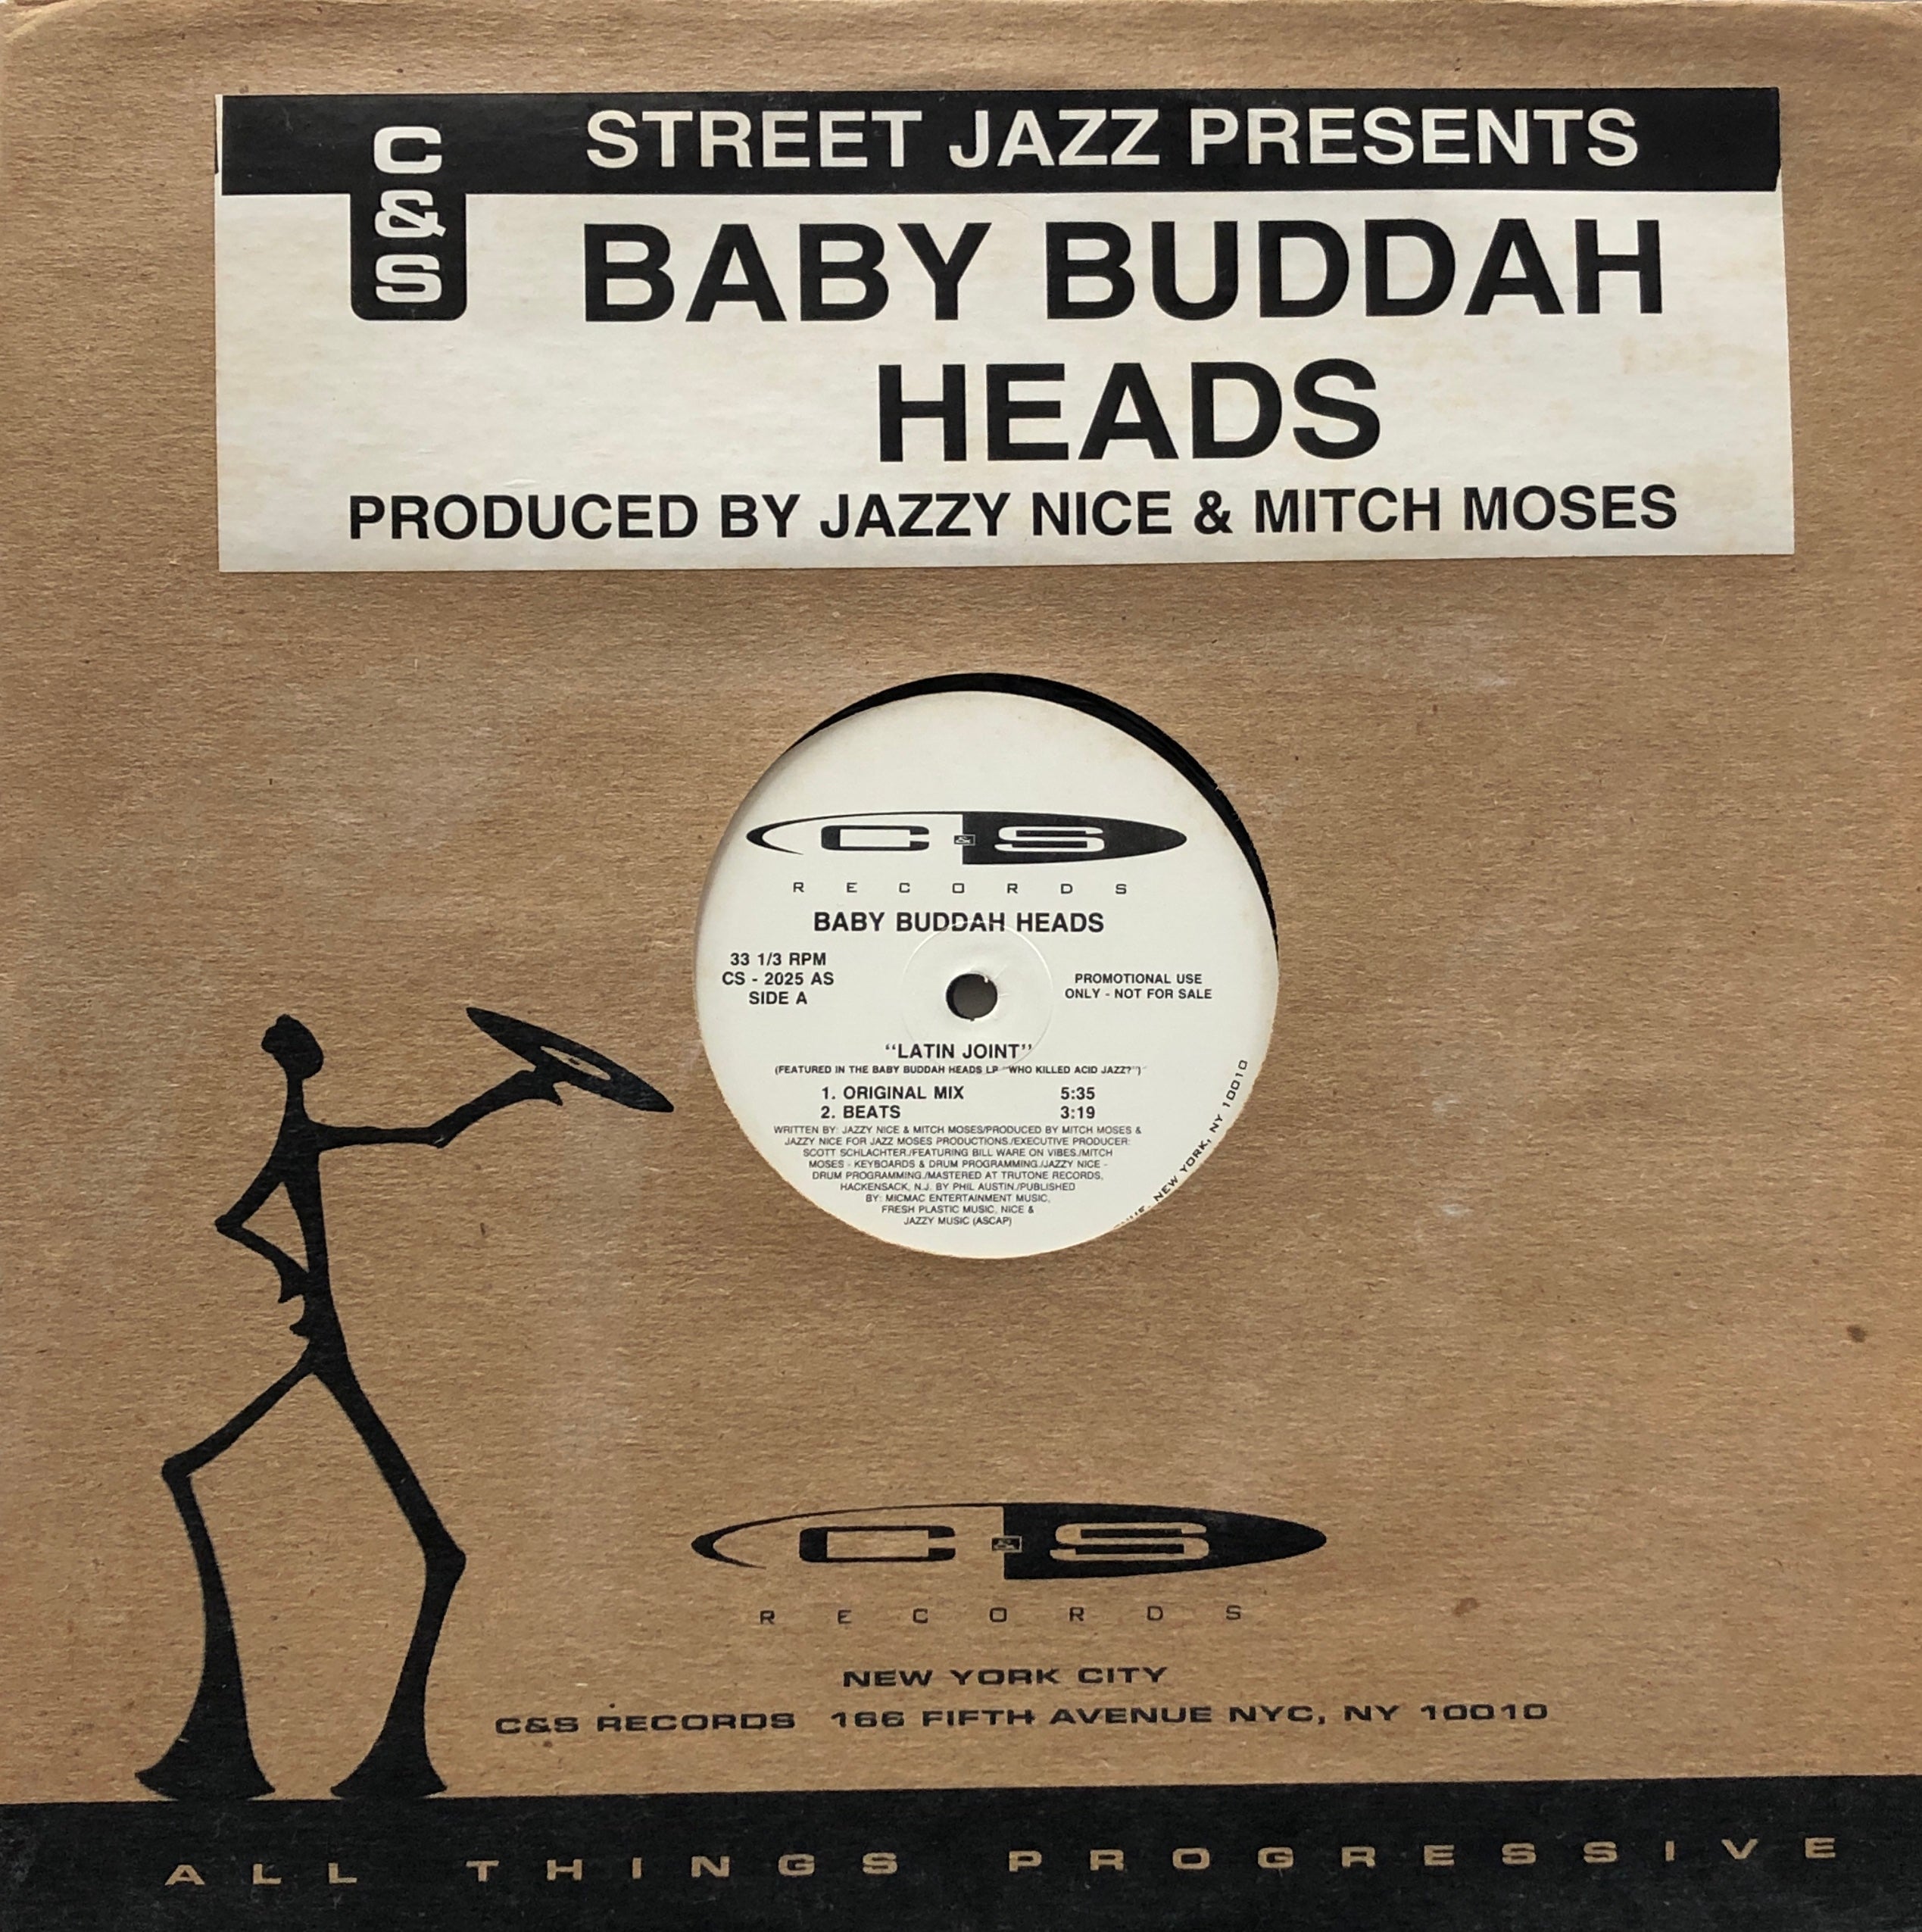 C
&
S
STREET JAZZ PRESENTS
BABY BUDDAH
HEADS
PRODUCED BY JAZZY NICE & MITCH MOSES
C&S
RECORDS
BABY BUDDAH HEADS
33 1/3 RPM
CS - 2025 AS
SIDE A
PROMOTIONAL USE
ONLY - NOT FOR SALE
"LATIN JOINT"
(FEATURED IN THE BABY BUDDAH HEADS LP "WHO KILLED ACID JAZZ?")
1. ORIGINAL MIX 5:35
2. BEATS 3:19
WRITTEN BY: JAZZY NICE & MITCH MOSES/PRODUCED BY MITCH MOSES &
JAZZY NICE FOR JAZZ MOSES PRODUCTIONS./EXECUTIVE PRODUCER:
SCOTT SCHLACHTER./FEATURING BILL WARE ON VIBES./MITCH
MOSES - KEYBOARDS & DRUM PROGRAMMING./JAZZY NICE -
DRUM PROGRAMMING./MASTERED AT TRUTONE RECORDS,
HACKENSACK, N.J. BY PHIL AUSTIN./PUBLISHED
BY: MICMAC ENTERTAINMENT MUSIC,
FRESH PLASTIC MUSIC, NICE &
JAZZY MUSIC (ASCAP)
NEW YORK, NY 10010
C&S
RECORDS
NEW YORK CITY
C&S RECORDS 166 FIFTH AVENUE NYC, NY 10010
ALL THINGS PROGRESSIVE